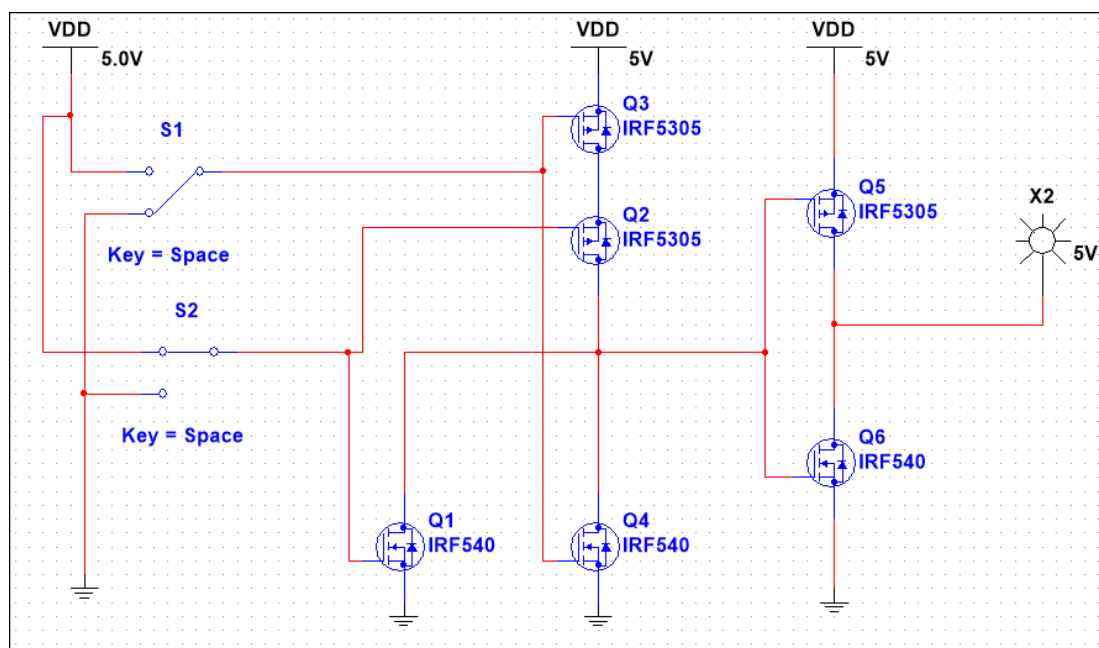 VDD
5.0V
S1
Key = Space
S2
Key = Space
VDD
5V
Q3
IRF5305
Q2
IRF5305
Q1
IRF540
Q4
IRF540
VDD
5V
Q5
IRF5305
Q6
IRF540
X2
5V